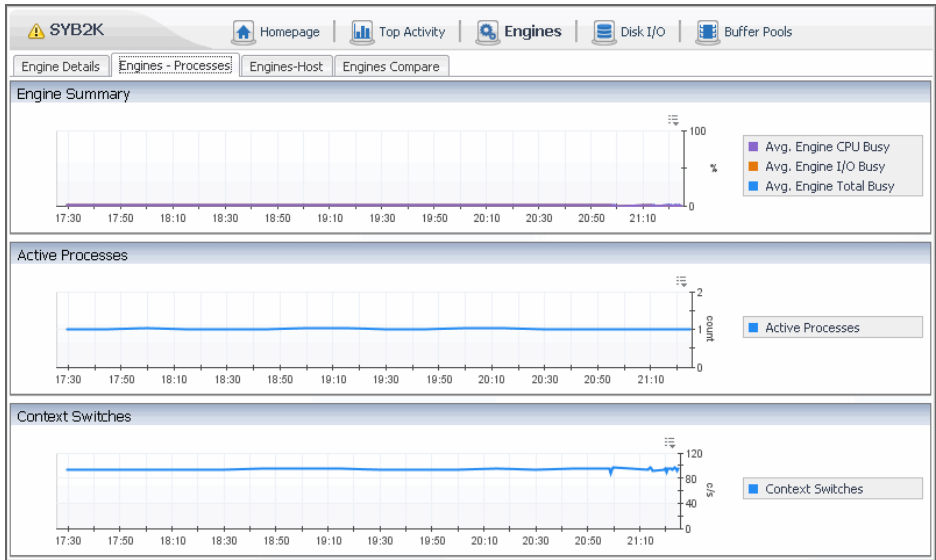 SYB2K
Homepage
Top Activity
Engines
Disk I/O
Buffer Pools
Engine Details
Engines - Processes
Engines-Host
Engines Compare
Engine Summary
100
%
0
17:30 17:50 18:10 18:30 18:50 19:10 19:30 19:50 20:10 20:30 20:50 21:10
Avg. Engine CPU Busy
Avg. Engine I/O Busy
Avg. Engine Total Busy
Active Processes
2
1
count
0
17:30 17:50 18:10 18:30 18:50 19:10 19:30 19:50 20:10 20:30 20:50 21:10
Active Processes
Context Switches
120
80
c/s
40
0
17:30 17:50 18:10 18:30 18:50 19:10 19:30 19:50 20:10 20:30 20:50 21:10
Context Switches